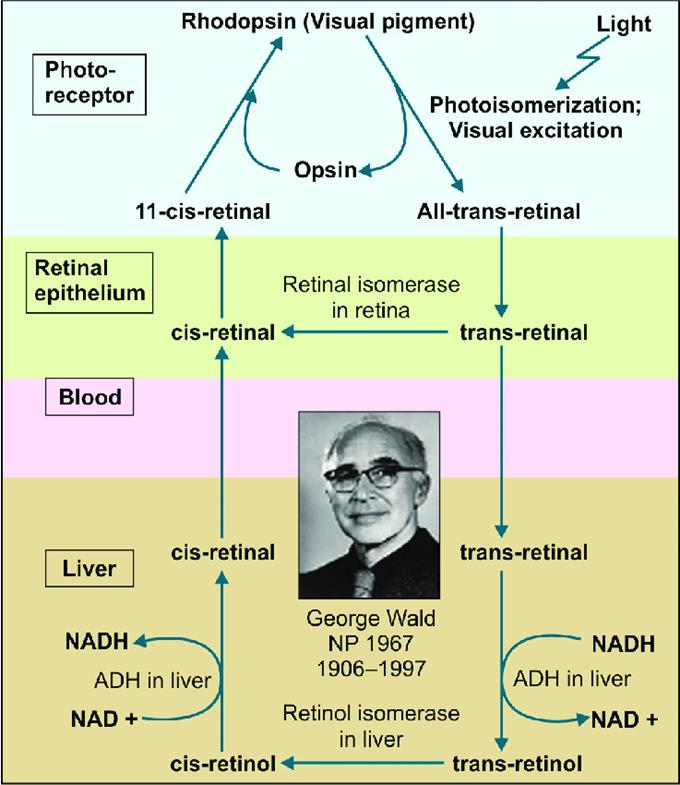 Rhodopsin (Visual pigment)
Light
Photo-
receptor
Photoisomerization;
Visual excitation
Opsin
11-cis-retinal
All-trans-retinal
Retinal
epithelium
Retinal isomerase
in retina
cis-retinal
trans-retinal
Blood
cis-retinal
trans-retinal
Liver
George Wald
NP 1967
1906–1997
NADH
NADH
ADH in liver
ADH in liver
NAD +
NAD +
Retinol isomerase
in liver
cis-retinol
trans-retinol